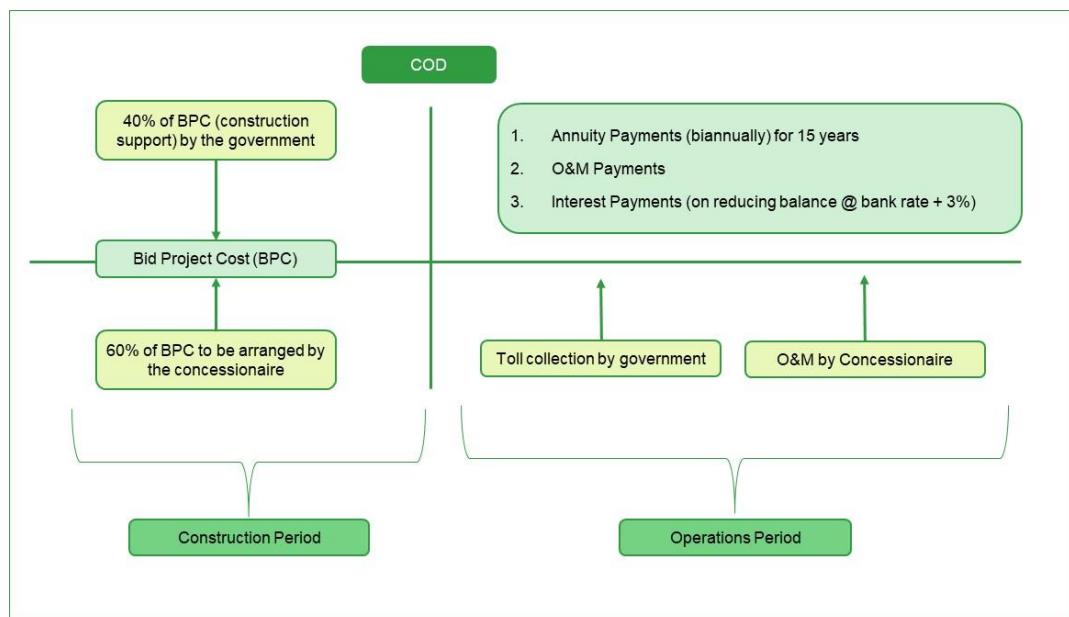 COD
40% of BPC (construction
support) by the government
1. Annuity Payments (biannually) for 15 years
2. O&M Payments
3. Interest Payments (on reducing balance @ bank rate + 3%)
Bid Project Cost (BPC)
60% of BPC to be arranged by
the concessionaire
Toll collection by government
O&M by Concessionaire
Construction Period
Operations Period